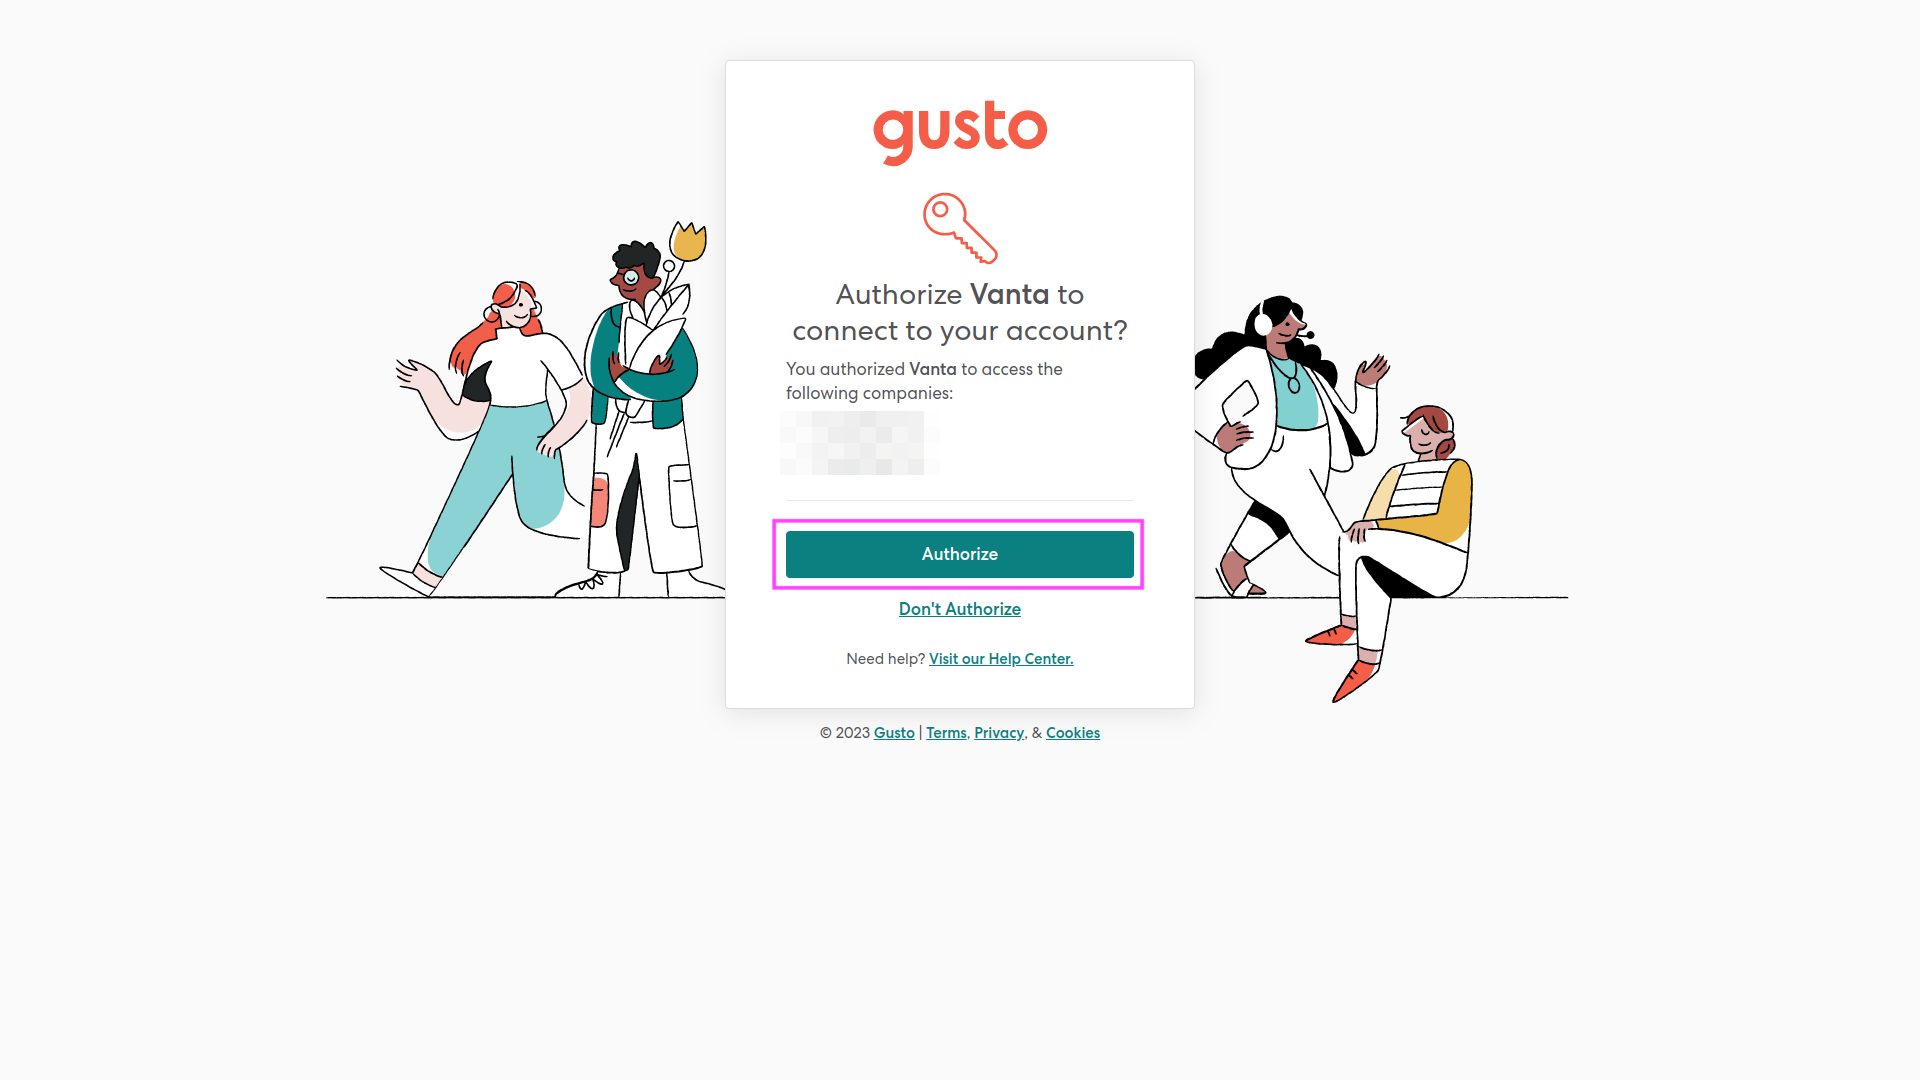 gusto
Authorize Vanta to
connect to your account?
You authorized Vanta to access the
following companies:
Authorize
Don't Authorize
Need help? Visit our Help Center.
© 2023 Gusto | Terms, Privacy, & Cookies